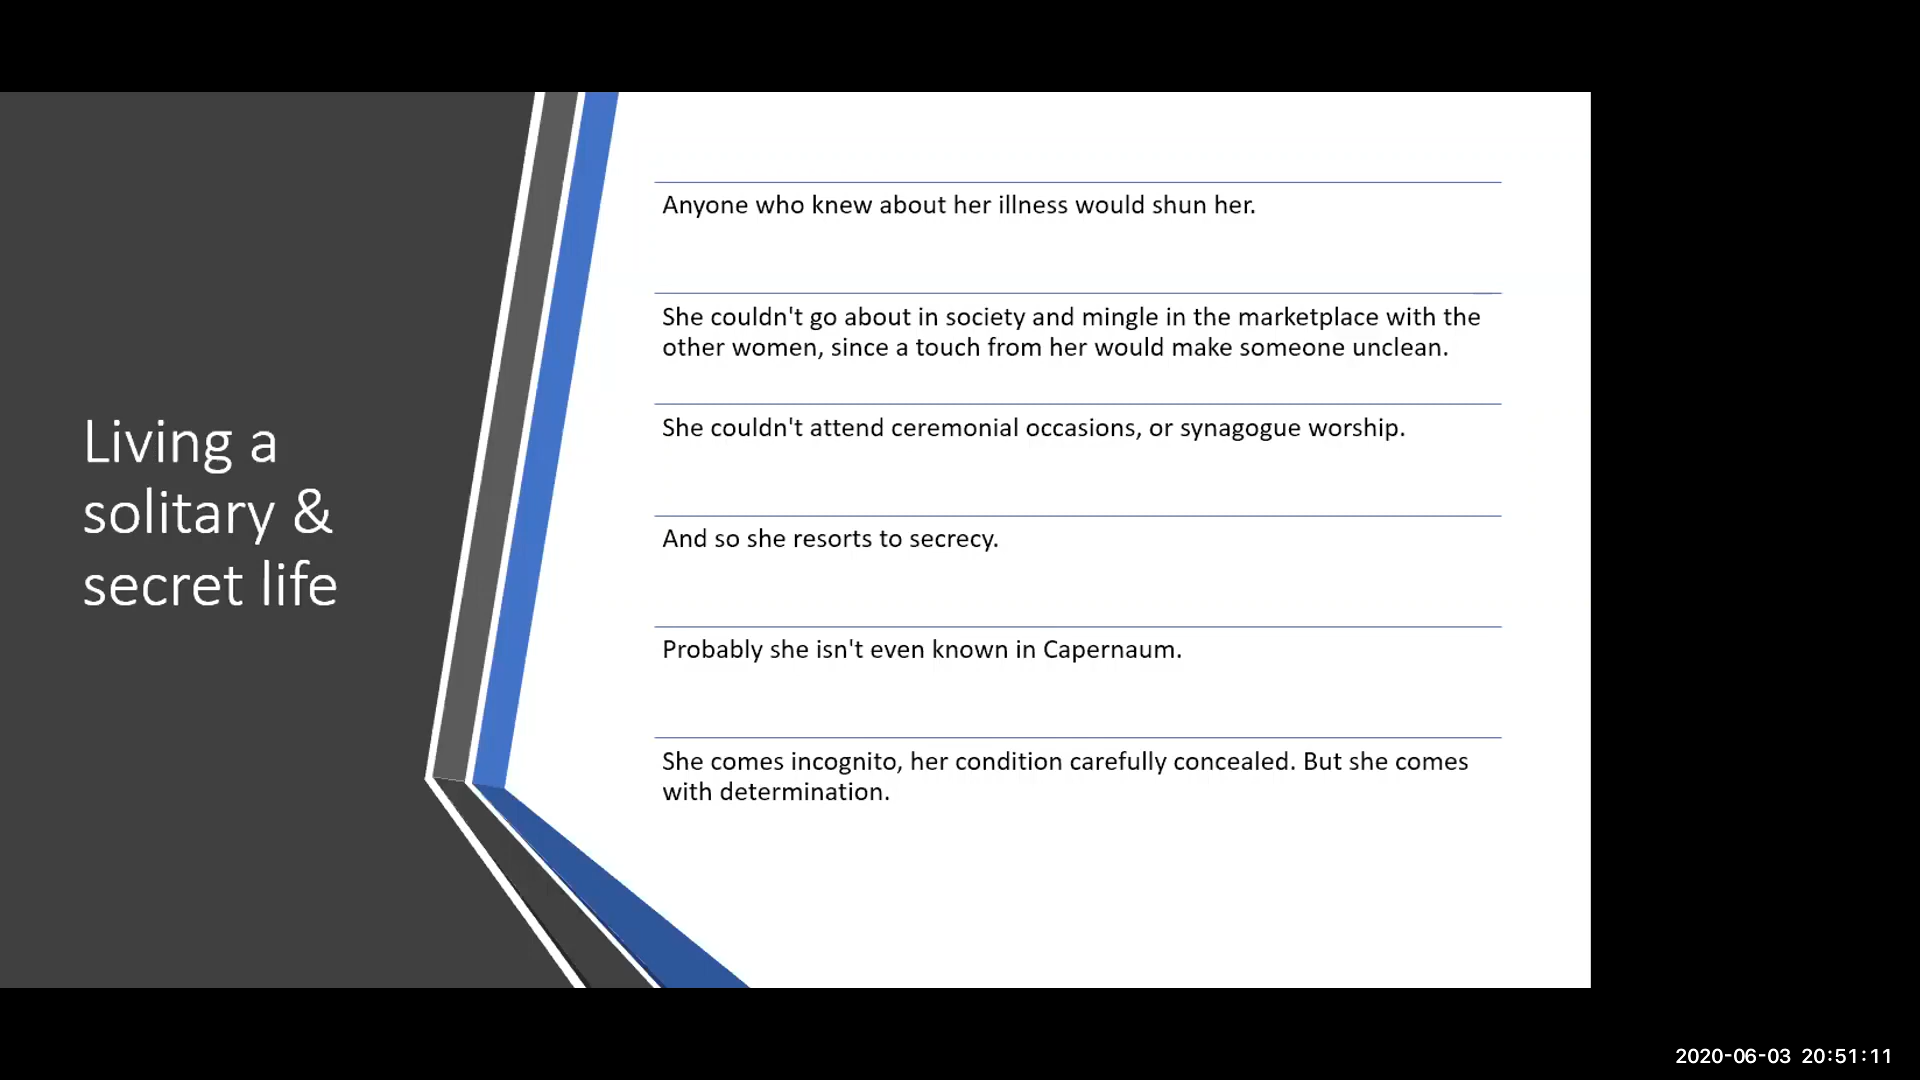 Living a
solitary &
secret life
Anyone who knew about her illness would shun her.
She couldn't go about in society and mingle in the marketplace with the
other women, since a touch from her would make someone unclean.
She couldn't attend ceremonial occasions, or synagogue worship.
And so she resorts to secrecy.
Probably she isn't even known in Capernaum.
She comes incognito, her condition carefully concealed. But she comes
with determination.
2020-06-03 20:51:11